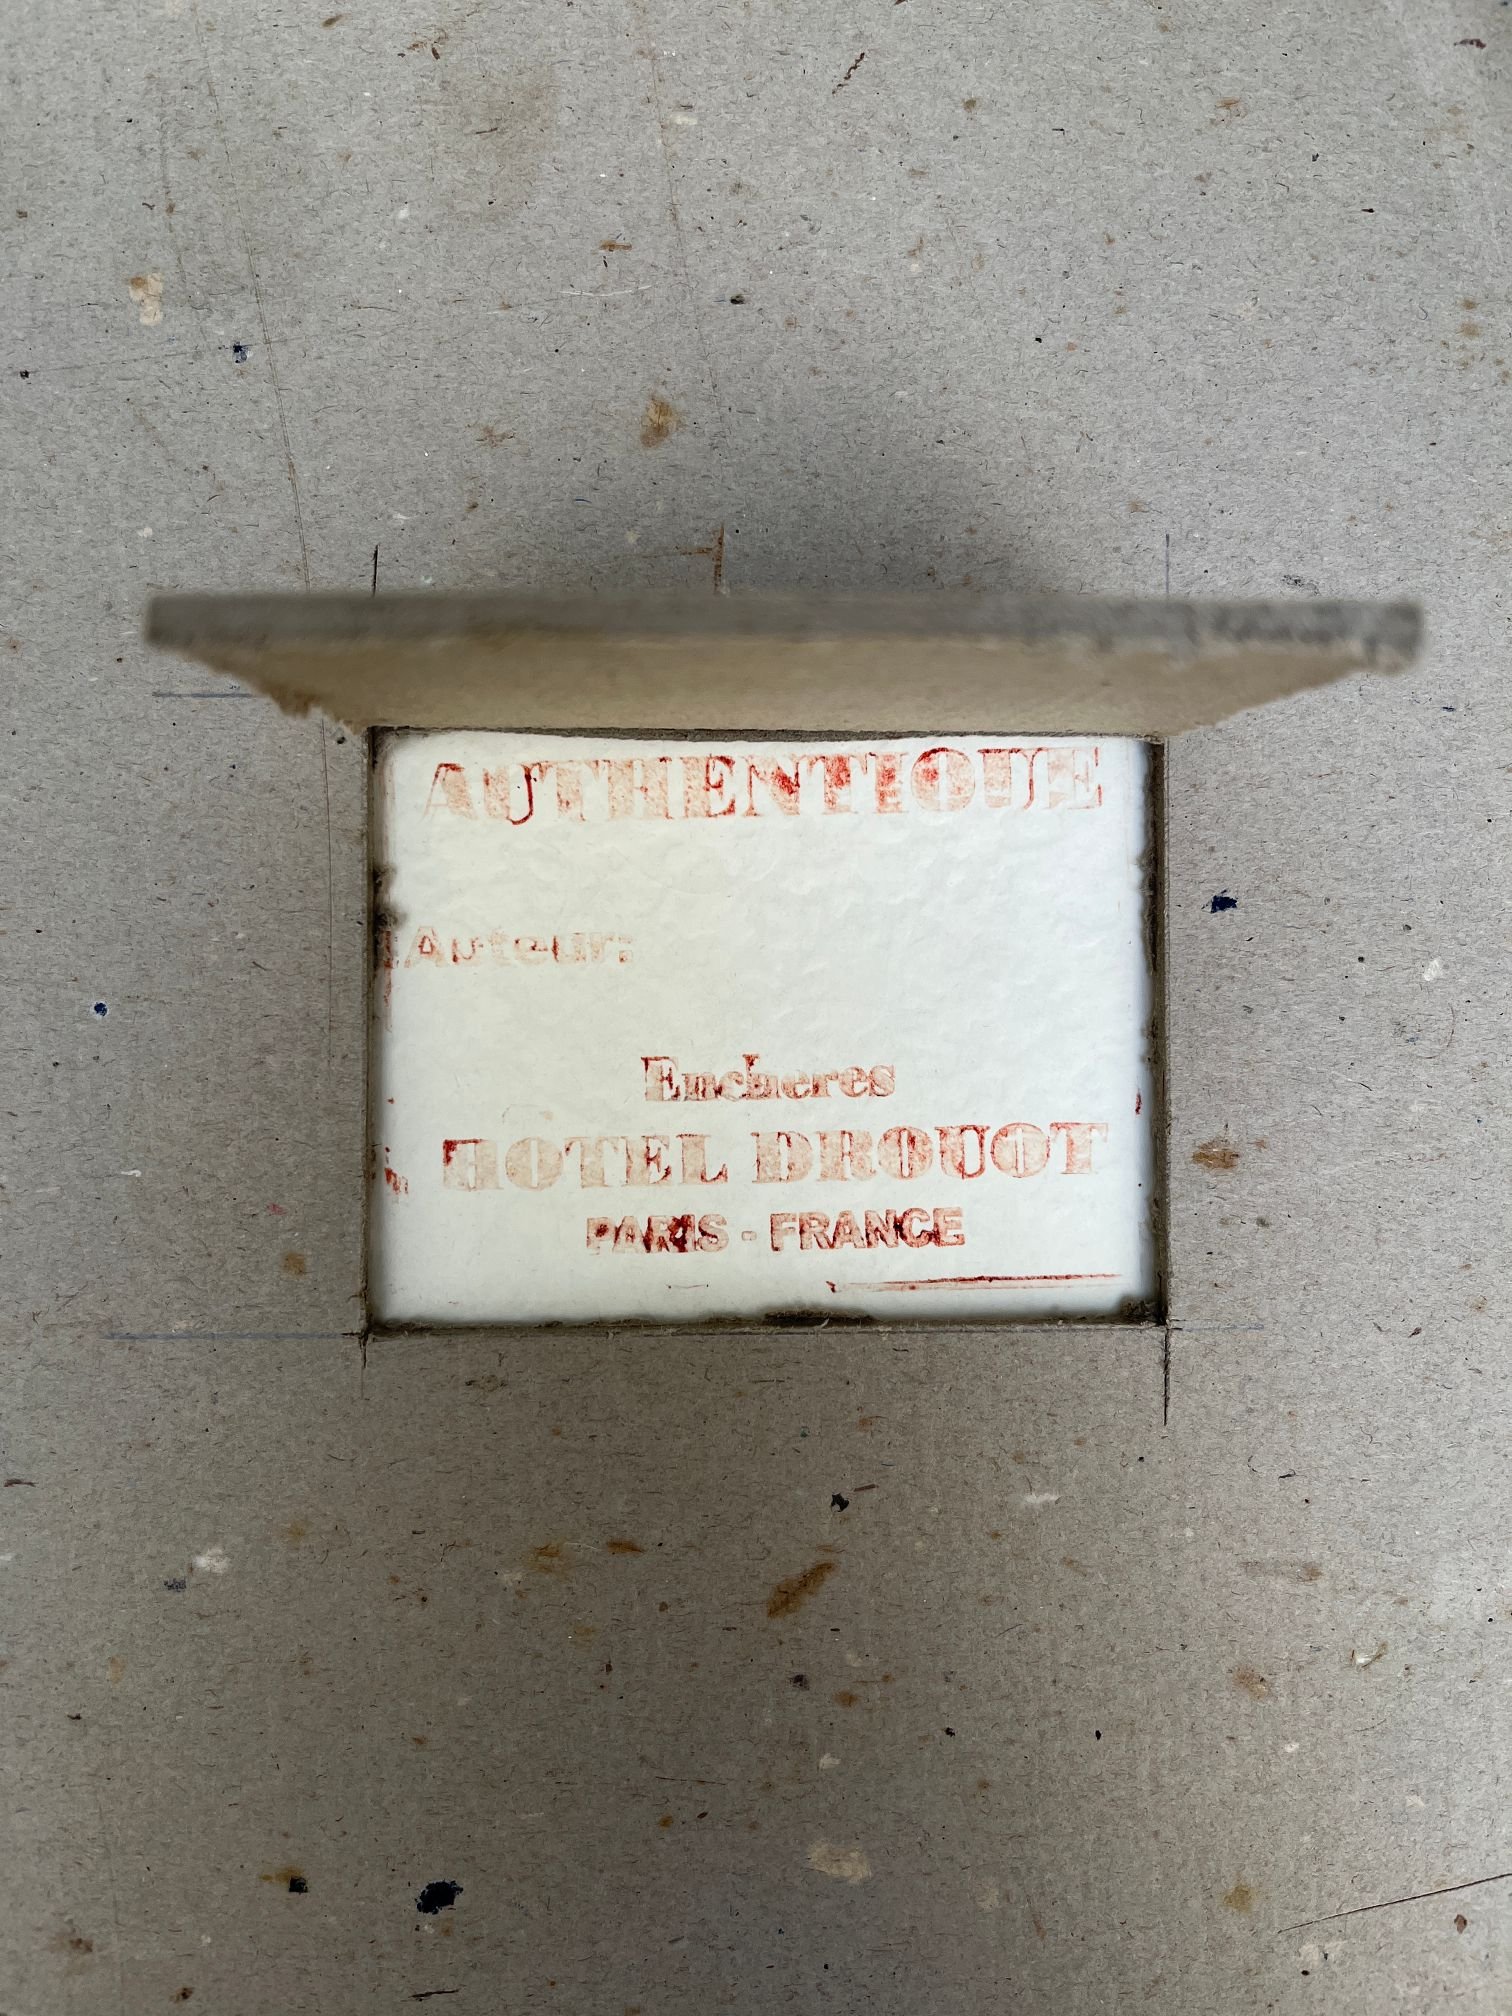 AUTHENTIQUE
Auteur:
Encheres
HOTEL DROUOT
PARIS - FRANCE